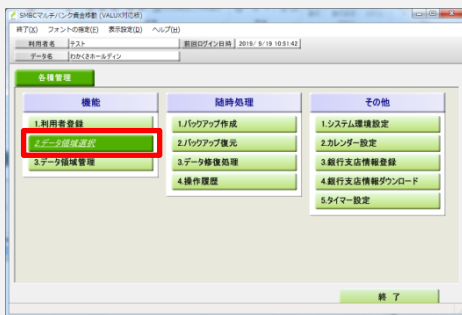 SMBCマルチバンク資金移動 (VALUX対応版)
終了(X) フォントの指定(F) 表示設定(D) ヘルプ(H)
利用者名 テスト 前回ログイン日時 2019/ 9/19 10:51:42
データ名 わかくさホールディン
各種管理
機能 随時処理 その他
1.利用者登録 1.バックアップ作成 1.システム環境設定
2.データ領域選択 2.バックアップ復元 2.カレンダー設定
3.データ領域管理 3.データ修復処理 3.銀行支店情報登録
4.操作履歴 4.銀行支店情報ダウンロード
5.タイマー設定
終 了